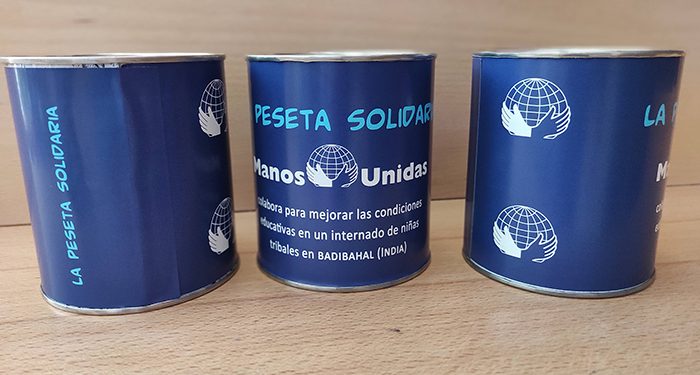 LA PESETA SOLIDARIA
PESETA SOLIDAR
Manos Unidas
colabora para mejorar las condiciones
educativas en un internado de niñas
tribales en BADIBAHAL (INDIA)
LA P
M